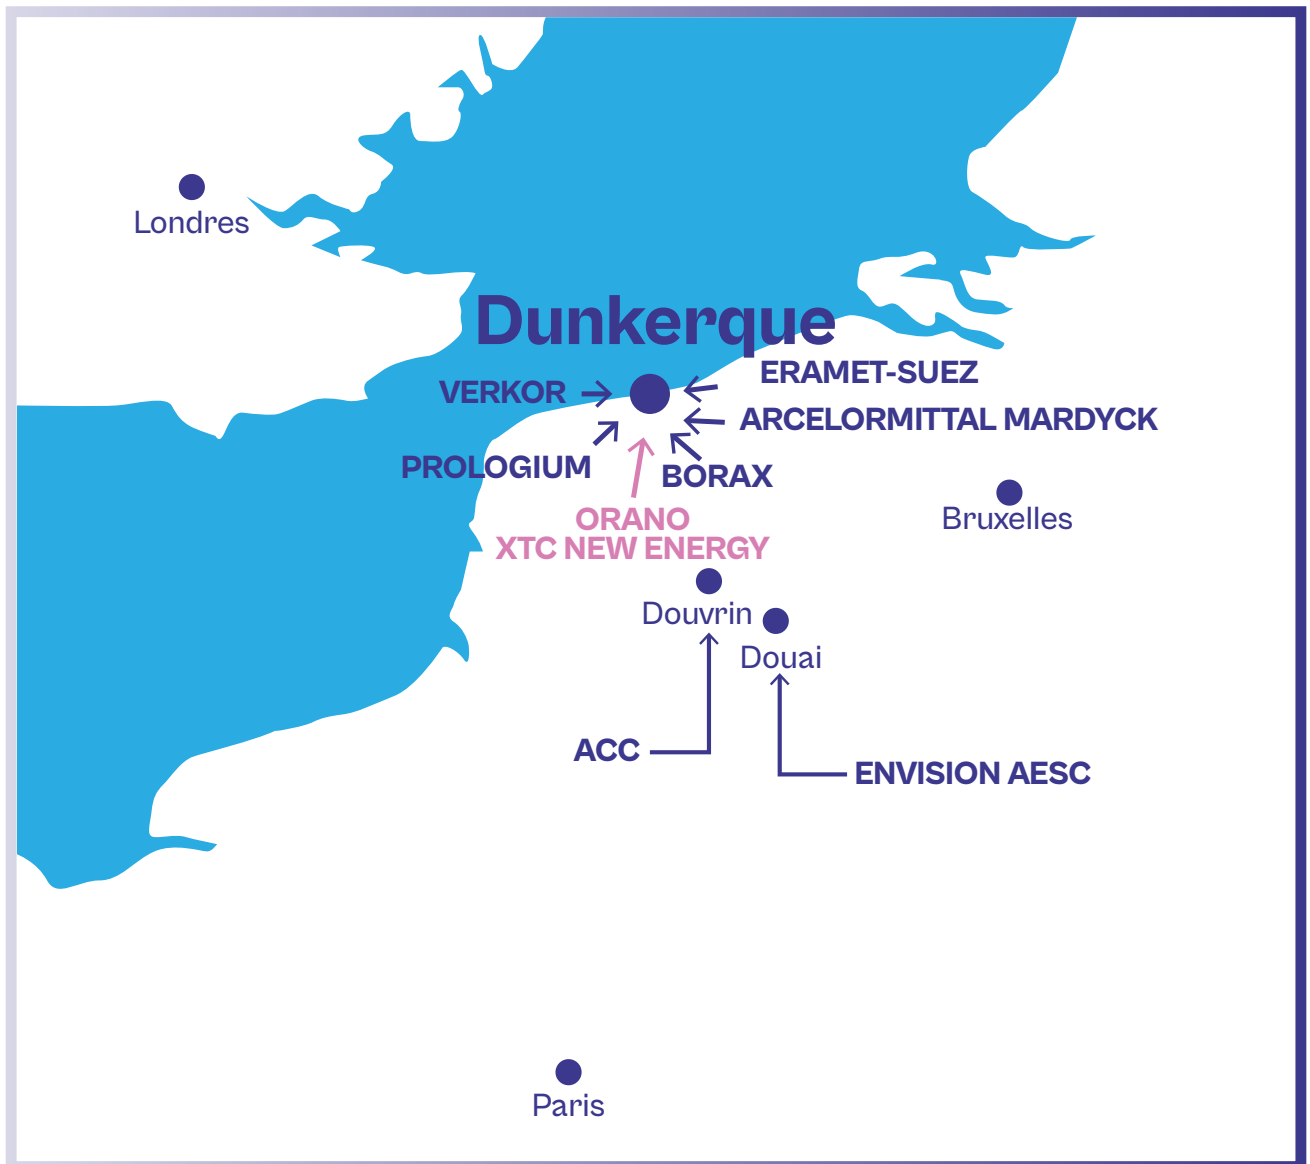 Londres
Dunkerque
ERAMET-SUEZ
VERKOR
ARCELORMITTAL MARDYCK
PROLOGIUM
BORAX
ORANO
XTC NEW ENERGY
Bruxelles
Douvrin
Douai
ACC
ENVISION AESC
Paris